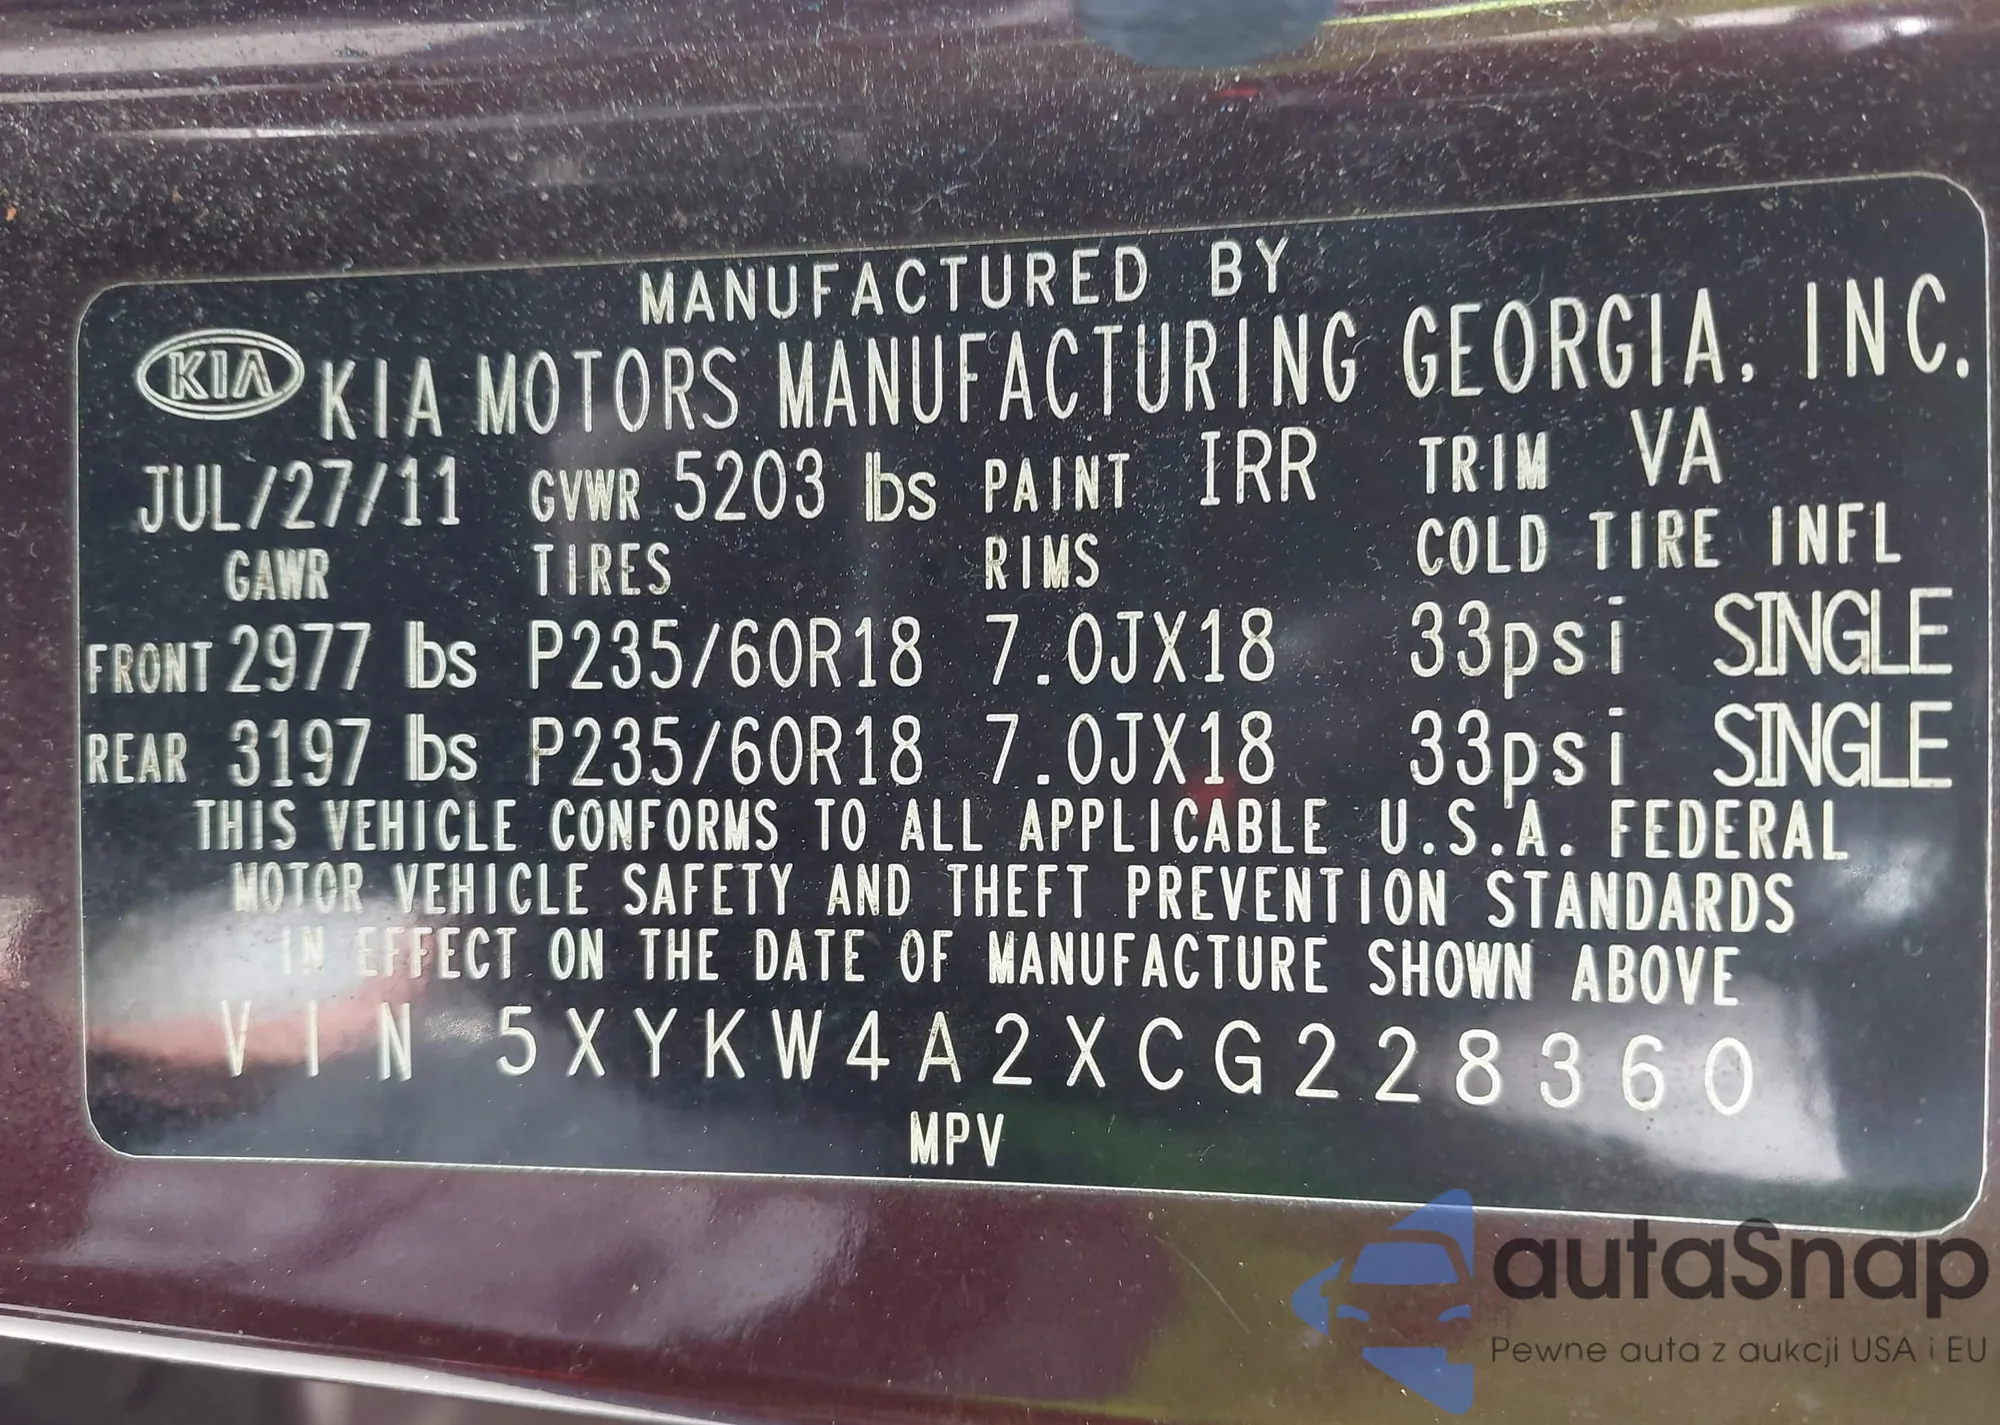 MANUFACTURED BY
KIA KIA MOTORS MANUFACTURING GEORGIA, INC.
JUL/27/11 GVWR 5203 lbs PAINT IRR TRIM VA
GAWR TIRES RIMS COLD TIRE INFL
FRONT 2977 lbs P235/60R18 7.0JX18 33psi SINGLE
REAR 3197 lbs P235/60R18 7.0JX18 33psi SINGLE
THIS VEHICLE CONFORMS TO ALL APPLICABLE U.S.A. FEDERAL
MOTOR VEHICLE SAFETY AND THEFT PREVENTION STANDARDS
IN EFFECT ON THE DATE OF MANUFACTURE SHOWN ABOVE
VIN 5XYKW4A2XCG228360
MPV
autaSnap
Pewne auta z aukcji USA i EU